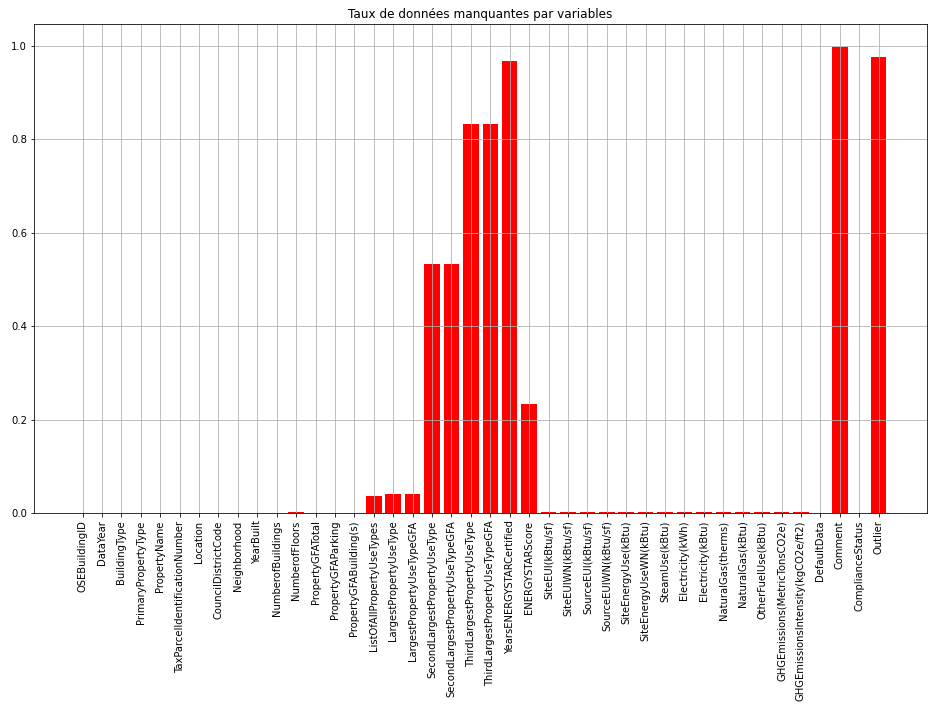 Taux de données manquantes par variables
1.0
0.8
0.6
0.4
0.2
0.0
OSEBuildingID
DataYear
BuildingType
PrimaryPropertyType
PropertyName
TaxParcelIdentificationNumber
Location
CouncilDistrictCode
Neighborhood
YearBuilt
NumberofBuildings
NumberofFloors
PropertyGFATotal
PropertyGFAParking
PropertyGFABuilding(s)
ListOfAllPropertyUseTypes
LargestPropertyUseType
LargestPropertyUseTypeGFA
SecondLargestPropertyUseType
SecondLargestPropertyUseTypeGFA
ThirdLargestPropertyUseType
ThirdLargestPropertyUseTypeGFA
YearsENERGYSTARCertified
ENERGYSTARScore
SiteEUI(kBtu/sf)
SiteEUIWN(kBtu/sf)
SourceEUI(kBtu/sf)
SourceEUIWN(kBtu/sf)
SiteEnergyUse(kBtu)
SiteEnergyUseWN(kBtu)
SteamUse(kBtu)
Electricity(kWh)
Electricity(kBtu)
NaturalGas(therms)
NaturalGas(kBtu)
OtherFuelUse(kBtu)
GHGEmissions(MetricTonsCO2e)
GHGEmissionsIntensity(kgCO2e/ft2)
DefaultData
Comment
ComplianceStatus
Outlier